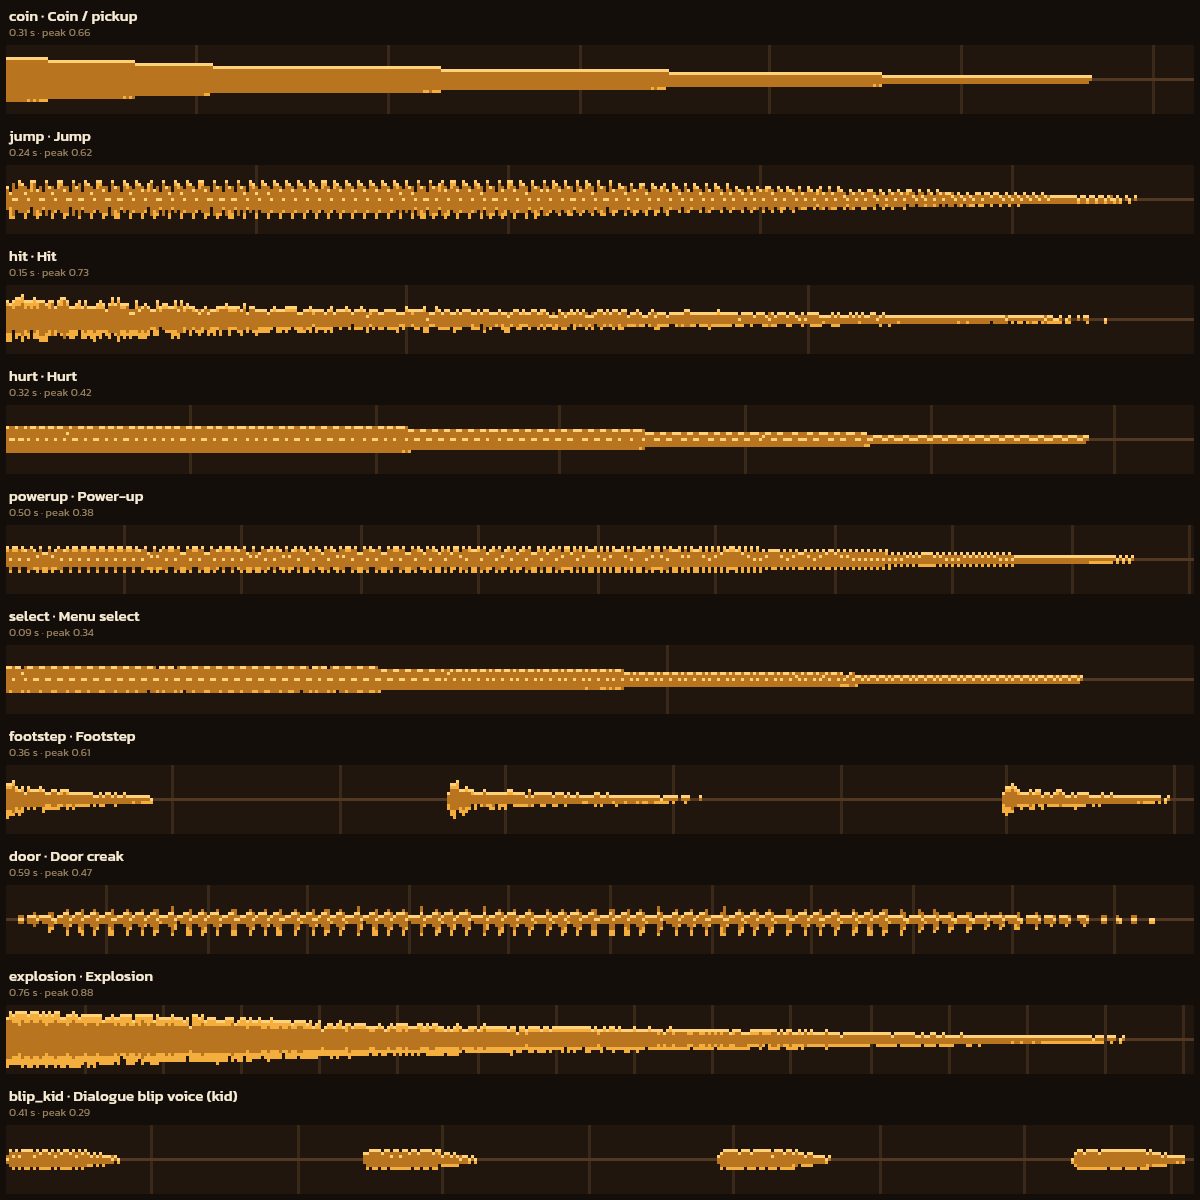 coin · Coin / pickup
0.31 s · peak 0.66
jump · Jump
0.24 s · peak 0.62
hit · Hit
0.15 s · peak 0.73
hurt · Hurt
0.32 s · peak 0.42
powerup · Power-up
0.50 s · peak 0.38
select · Menu select
0.09 s · peak 0.34
footstep · Footstep
0.36 s · peak 0.61
door · Door creak
0.59 s · peak 0.47
explosion · Explosion
0.76 s · peak 0.88
blip_kid · Dialogue blip voice (kid)
0.41 s · peak 0.29